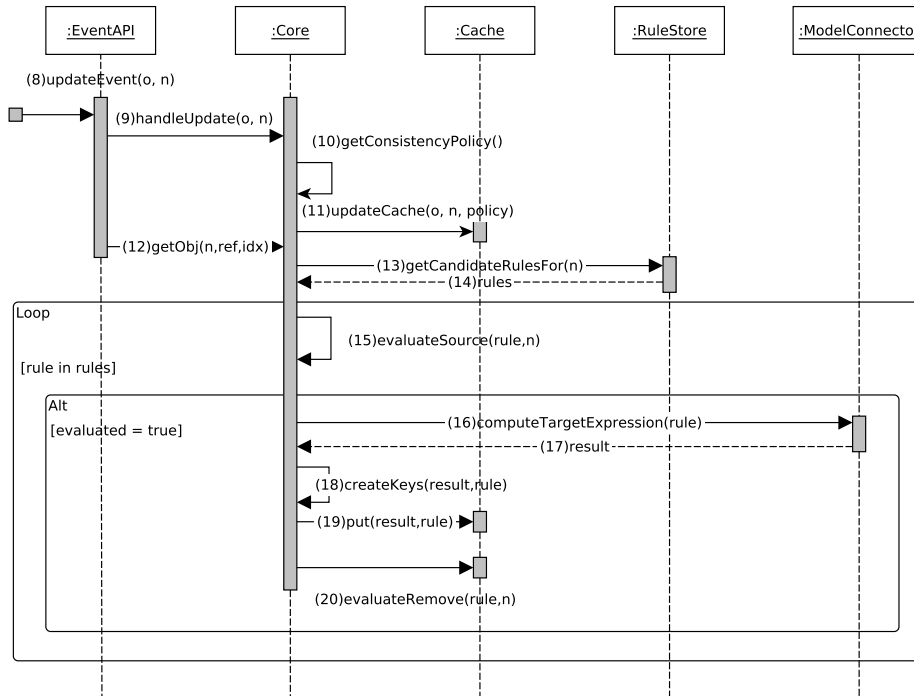 :EventAPI
:Core
:Cache
:RuleStore
:ModelConnecto
(8)updateEvent(o, n)
(9)handleUpdate(o, n)
(10)getConsistencyPolicy()
(11)updateCache(o, n, policy)
(12)getObj(n,ref,idx)
(13)getCandidateRulesFor(n)
(14)rules
Loop
(15)evaluateSource(rule,n)
[rule in rules]
Alt
(16)computeTargetExpression(rule)
[evaluated = true]
(17)result
(18)createKeys(result,rule)
(19)put(result,rule)
(20)evaluateRemove(rule,n)